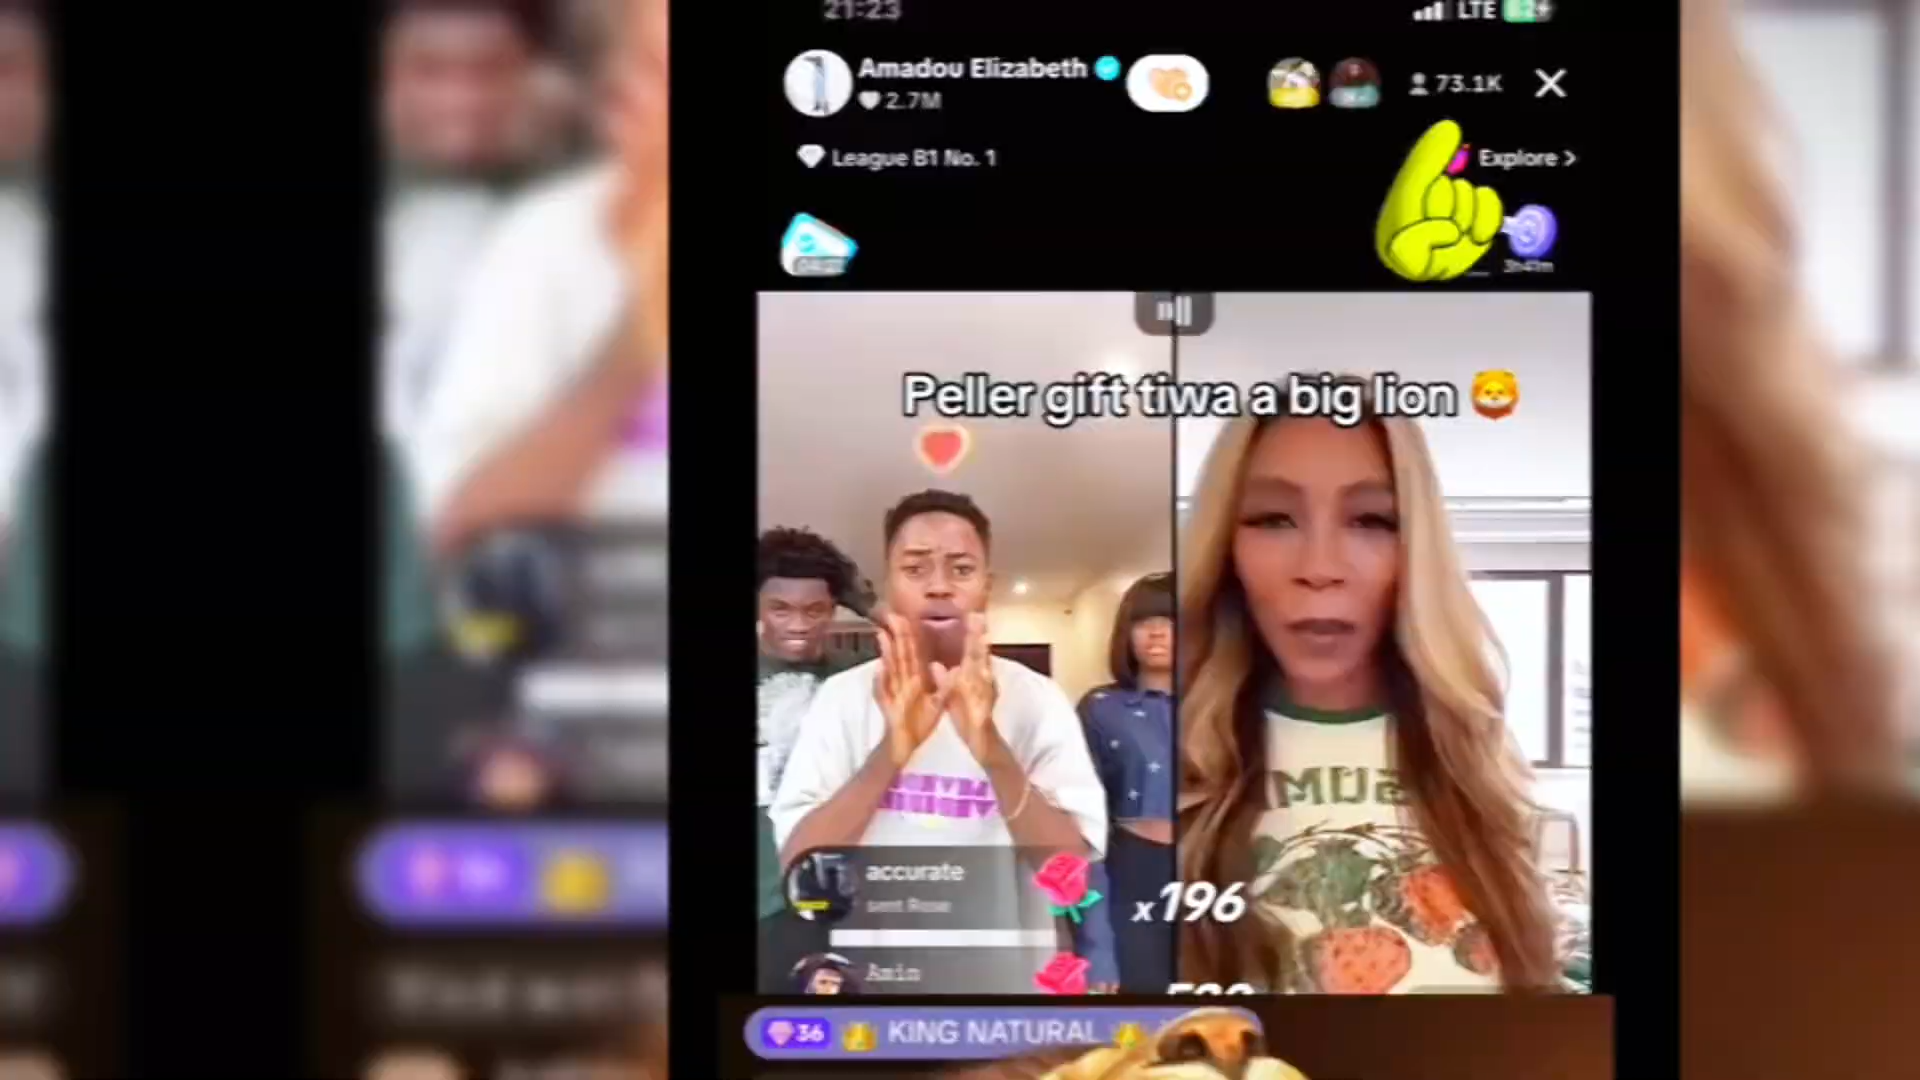 21:23
LTE
Amadou Elizabeth
2.7M
73.1K
League B1 No. 1
Explore >
3h41m
Peller gift tiwa a big lion
accurate
sent Rose
x196
Amin
36
KING NATURAL